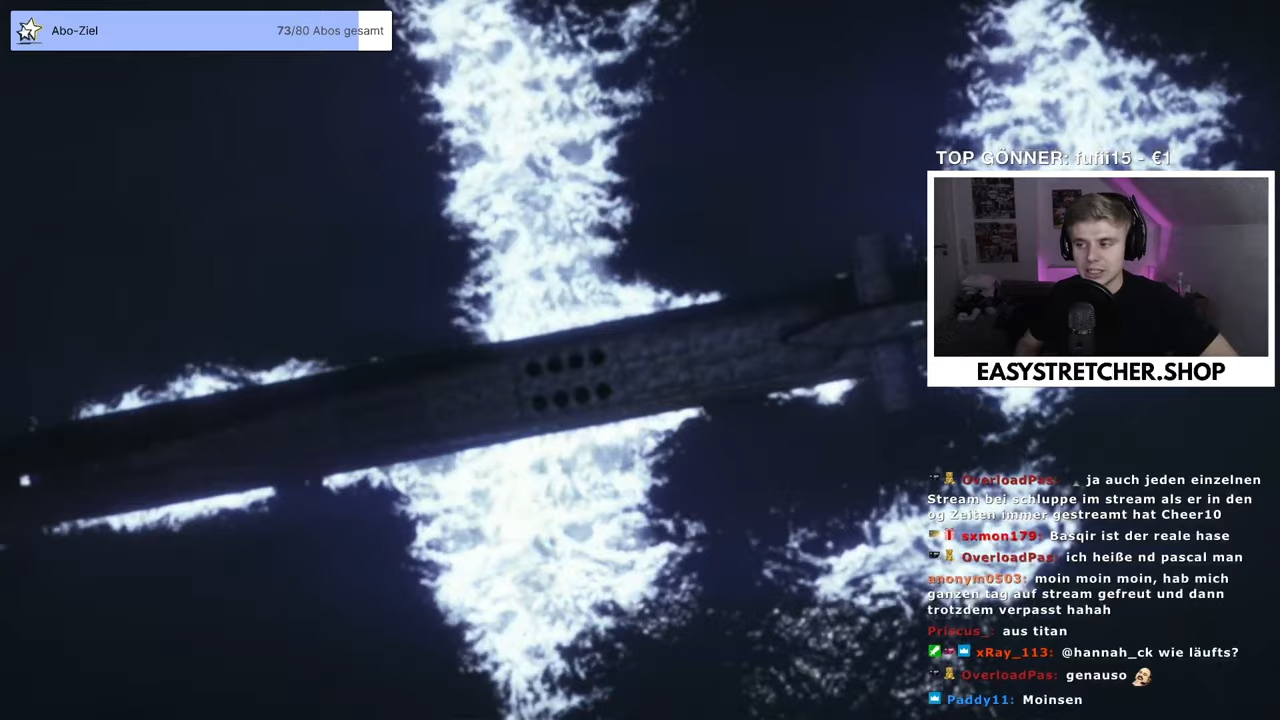 Abo-Ziel
73/80 Abos gesamt
TOP GÖNNER: fufii15 - €1
EASYSTRETCHER.SHOP
OverloadPas: _ ja auch jeden einzelnen
Stream bei schluppe im stream als er in den
og Zeiten immer gestreamt hat Cheer10
sxmon179: Basqir ist der reale hase
OverloadPas: ich heiße nd pascal man
anonym0503: moin moin moin, hab mich
ganzen tag auf stream gefreut und dann
trotzdem verpasst hahah
Priscus_: aus titan
xRay_113: @hannah_ck wie läufts?
OverloadPas: genauso
Paddy11: Moinsen